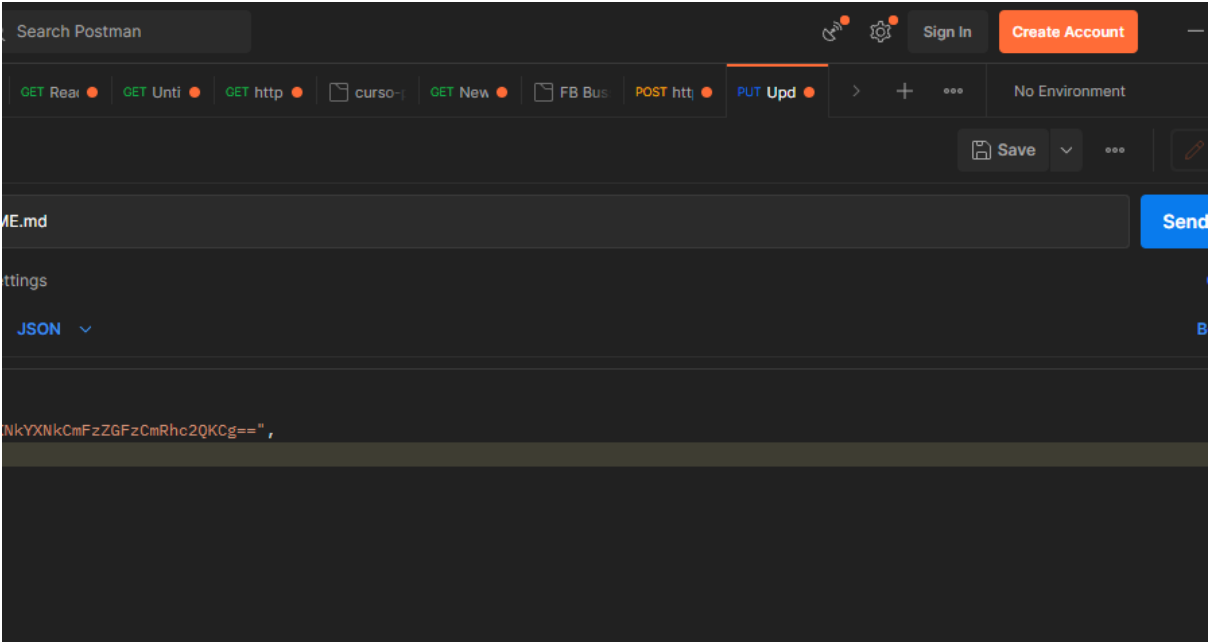 Search Postman Sign In Create Account
GET Rea GET Unti GET http curso- GET New FB Bus POST htt PUT Upd No Environment
Save
ME.md Send
ettings
JSON B
NkYXNkCmFzZGFzCmRhc2QKCg==",